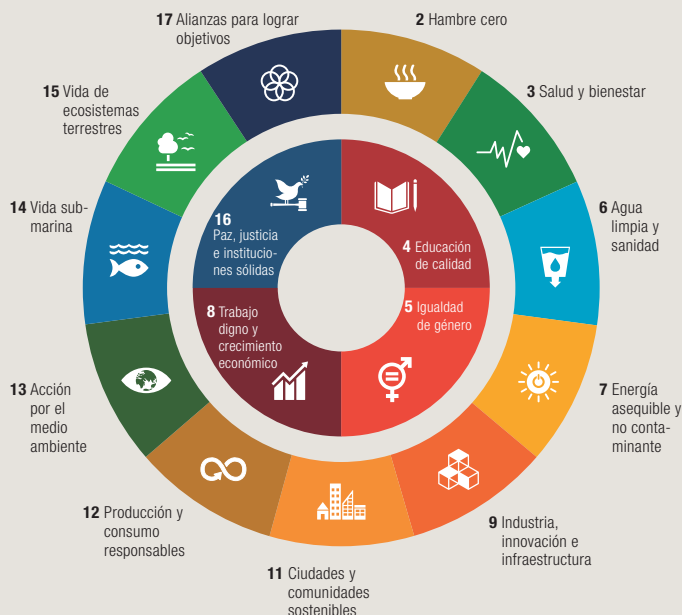 17 Alianzas para lograr
objetivos
2 Hambre cero
3 Salud y bienestar
6 Agua
limpia y
sanidad
7 Energía
asequible y
no conta-
minante
9 Industria,
innovación e
infraestructura
11 Ciudades y
comunidades
sostenibles
12 Producción y
consumo
responsables
13 Acción
por el
medio
ambiente
14 Vida sub-
marina
15 Vida de
ecosistemas
terrestres
16
Paz, justicia
e institucio-
nes sólidas
4 Educación
de calidad
5 Igualdad
de género
8 Trabajo
digno y
crecimiento
económico